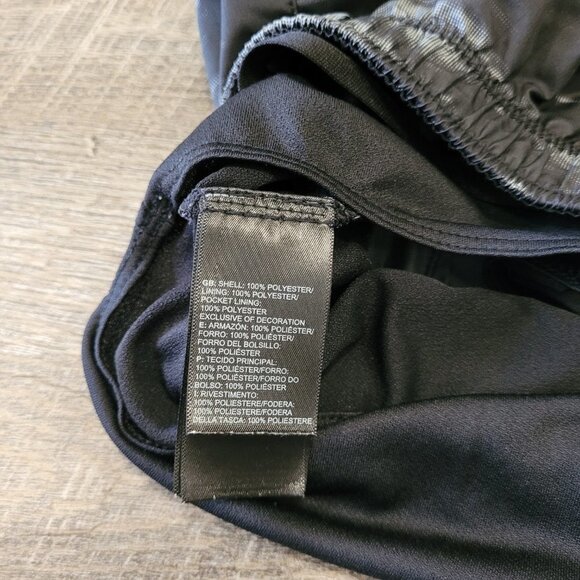 GB: SHELL: 100% POLYESTER/
LINING: 100% POLYESTER/
POCKET LINING:
100% POLYESTER
EXCLUSIVE OF DECORATION
E: ARMAZÓN: 100% POLIÉSTER/
FORRO: 100% POLIÉSTER/
FORRO DEL BOLSILLO:
100% POLIÉSTER
P: TECIDO PRINCIPAL:
100% POLIÉSTER/FORRO:
100% POLIÉSTER/FORRO DO
BOLSO: 100% POLIÉSTER
I: RIVESTIMENTO:
100% POLIESTERE/FODERA:
100% POLIESTERE/FODERA
DELLA TASCA: 100% POLIESTERE